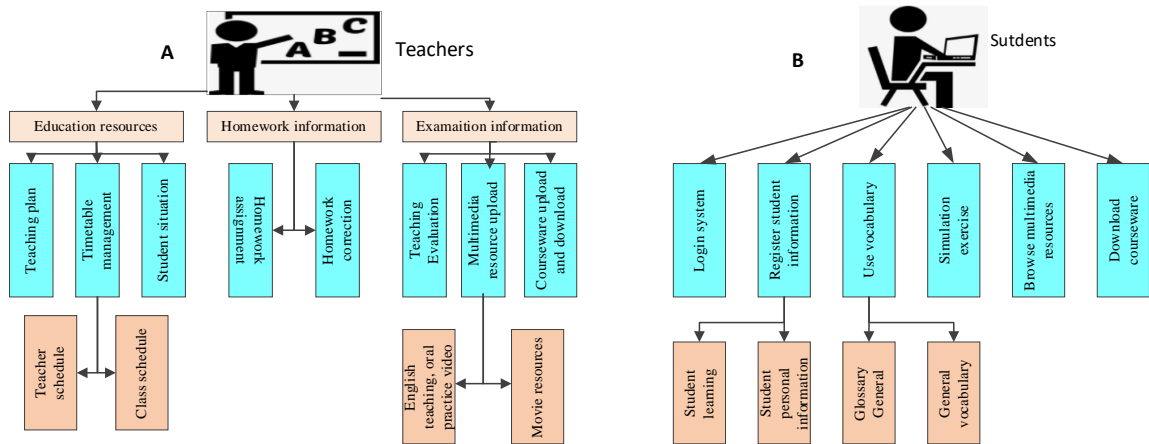 A
A B C
Teachers
Education resources
Homework information
Examaition information
Teaching plan
Timetable
management
Student situation
Homework
assignment
Homework
correction
Teaching
Evaluation
Multimedia
resource upload
Courseware upload
and download
Teacher
schedule
Class schedule
English
teaching, oral
practice video
Movie resources
B
Sutdents
Login system
Register student
information
Use vocabulary
Simulation
exercise
Browse multimedia
resources
Download
courseware
Student
learning
Student
personal
information
Glossary
General
General
vocabulary